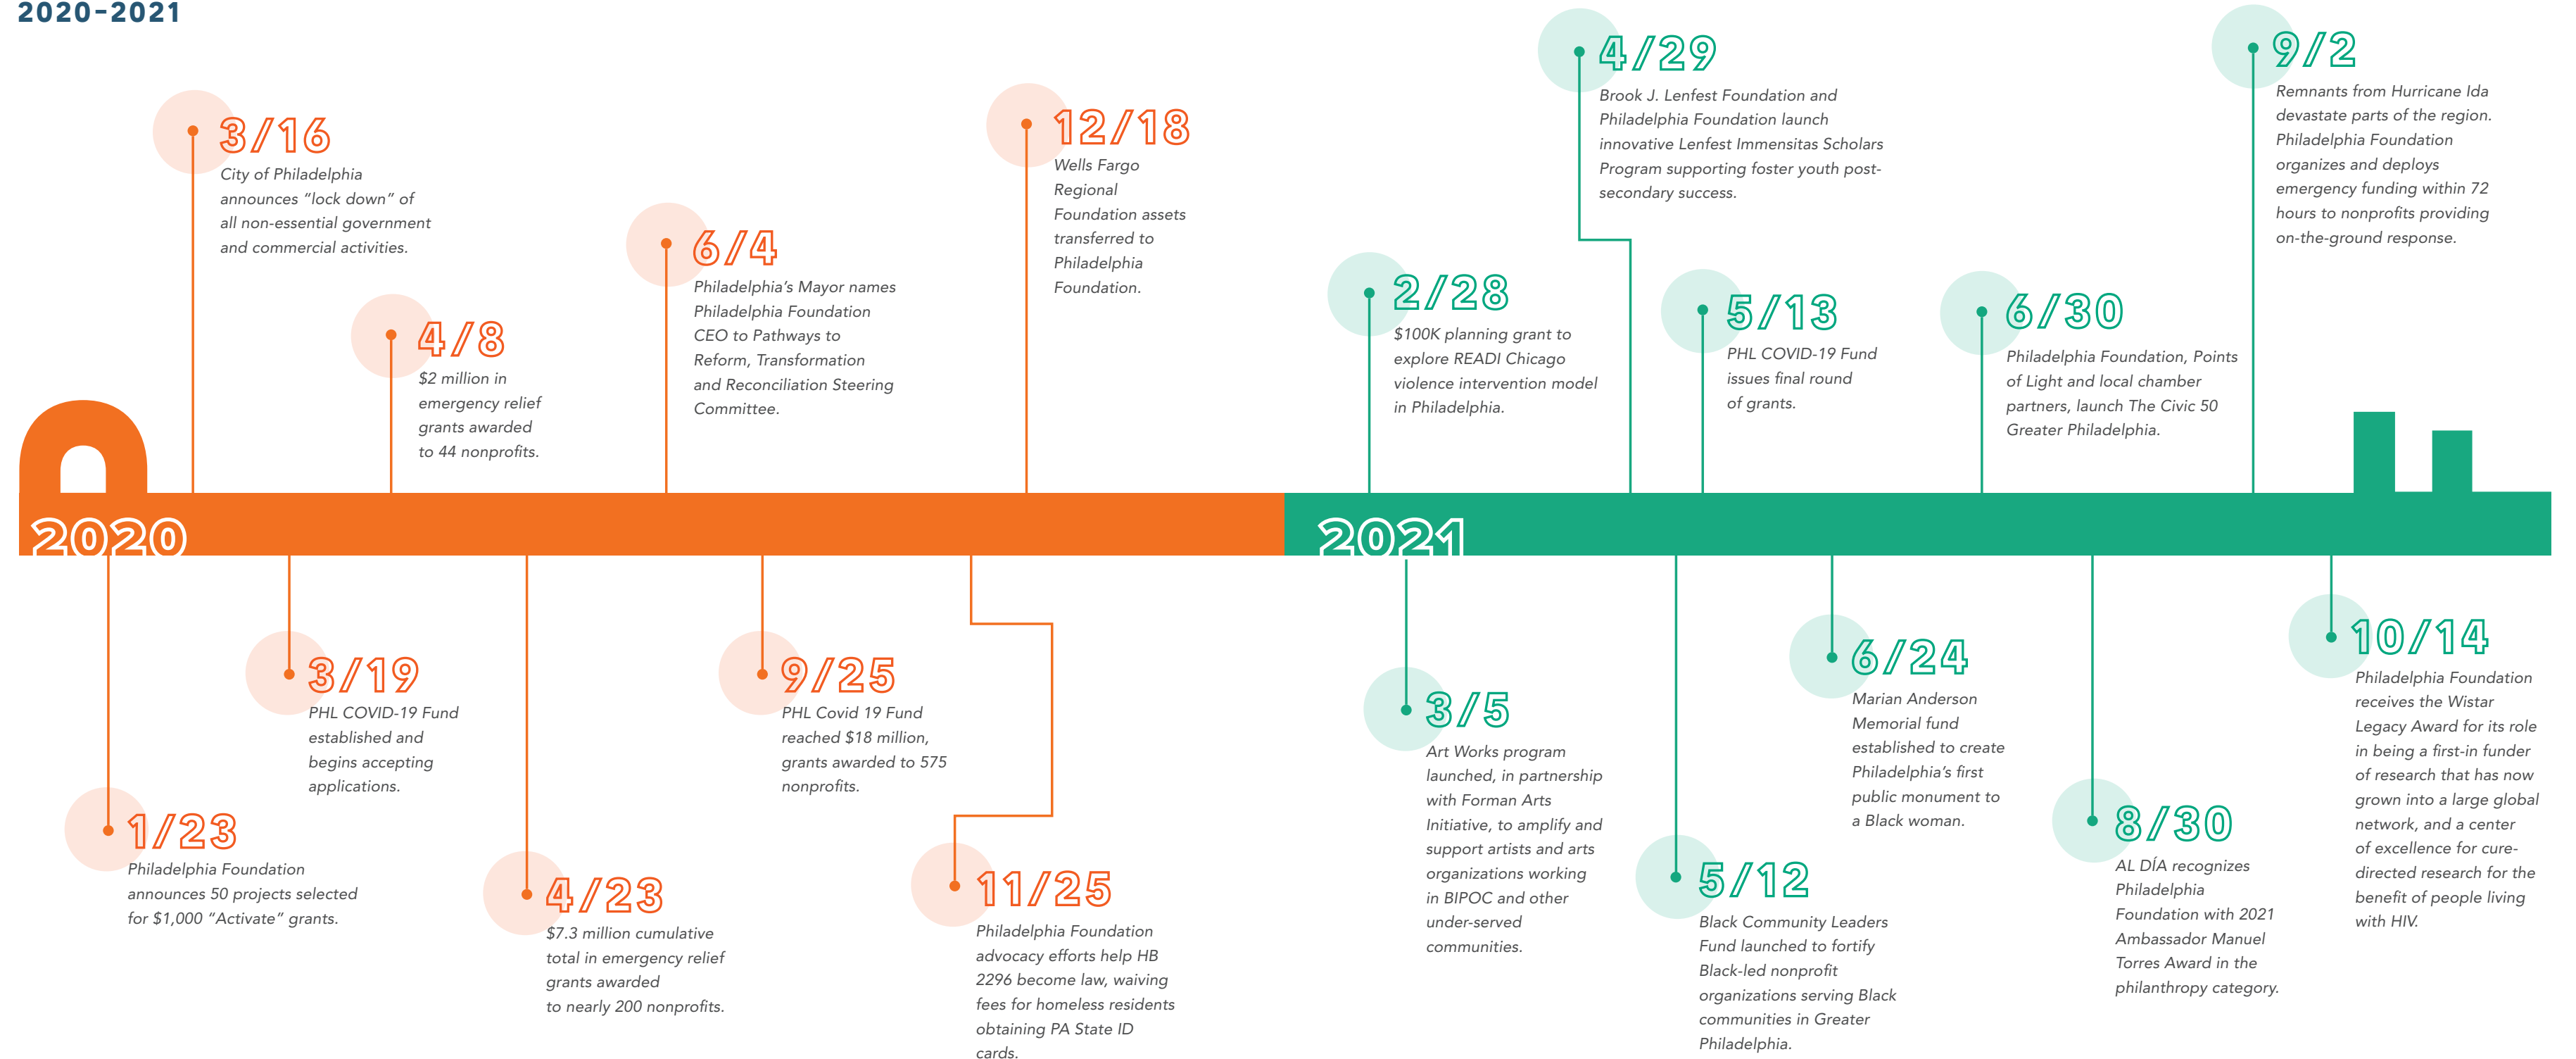 2020-2021
3/16
City of Philadelphia
announces “lock down” of
all non-essential government
and commercial activities.
4/8
$2 million in
emergency relief
grants awarded
to 44 nonprofits.
6/4
Philadelphia’s Mayor names
Philadelphia Foundation
CEO to Pathways to
Reform, Transformation
and Reconciliation Steering
Committee.
12/18
Wells Fargo
Regional
Foundation assets
transferred to
Philadelphia
Foundation.
2/28
$100K planning grant to
explore READI Chicago
violence intervention model
in Philadelphia.
4/29
Brook J. Lenfest Foundation and
Philadelphia Foundation launch
innovative Lenfest Immensitas Scholars
Program supporting foster youth post-
secondary success.
5/13
PHL COVID-19 Fund
issues final round
of grants.
6/30
Philadelphia Foundation, Points
of Light and local chamber
partners, launch The Civic 50
Greater Philadelphia.
9/2
Remnants from Hurricane Ida
devastate parts of the region.
Philadelphia Foundation
organizes and deploys
emergency funding within 72
hours to nonprofits providing
on-the-ground response.
2020
2021
1/23
Philadelphia Foundation
announces 50 projects selected
for $1,000 “Activate” grants.
3/19
PHL COVID-19 Fund
established and
begins accepting
applications.
4/23
$7.3 million cumulative
total in emergency relief
grants awarded
to nearly 200 nonprofits.
9/25
PHL Covid 19 Fund
reached $18 million,
grants awarded to 575
nonprofits.
11/25
Philadelphia Foundation
advocacy efforts help HB
2296 become law, waiving
fees for homeless residents
obtaining PA State ID
cards.
3/5
Art Works program
launched, in partnership
with Forman Arts
Initiative, to amplify and
support artists and arts
organizations working
in BIPOC and other
under-served
communities.
5/12
Black Community Leaders
Fund launched to fortify
Black-led nonprofit
organizations serving Black
communities in Greater
Philadelphia.
6/24
Marian Anderson
Memorial fund
established to create
Philadelphia’s first
public monument to
a Black woman.
8/30
AL DÍA recognizes
Philadelphia
Foundation with 2021
Ambassador Manuel
Torres Award in the
philanthropy category.
10/14
Philadelphia Foundation
receives the Wistar
Legacy Award for its role
in being a first-in funder
of research that has now
grown into a large global
network, and a center
of excellence for cure-
directed research for the
benefit of people living
with HIV.